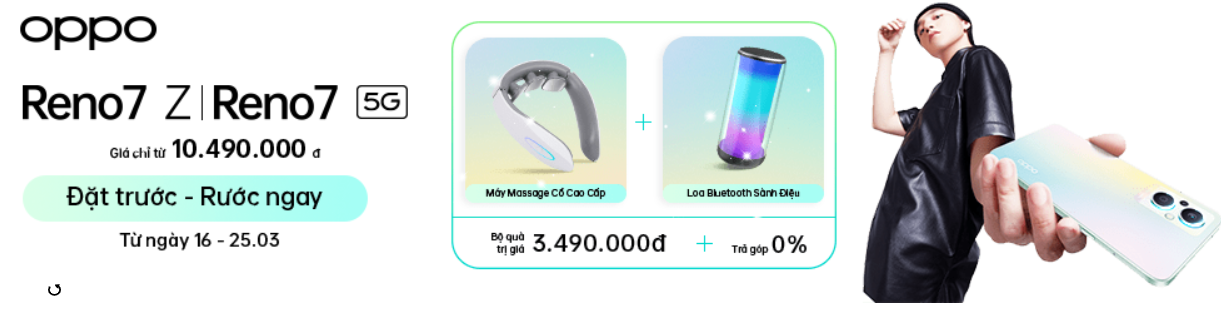 oppo
Reno7 Z | Reno7 5G
Giá chỉ từ 10.490.000 đ
Đặt trước - Rước ngay
Từ ngày 16 - 25.03
+
Máy Massage Cổ Cao Cấp
Loa Bluetooth Sành Điệu
Bộ quà
trị giá 3.490.000đ + Trả góp 0%
oppo